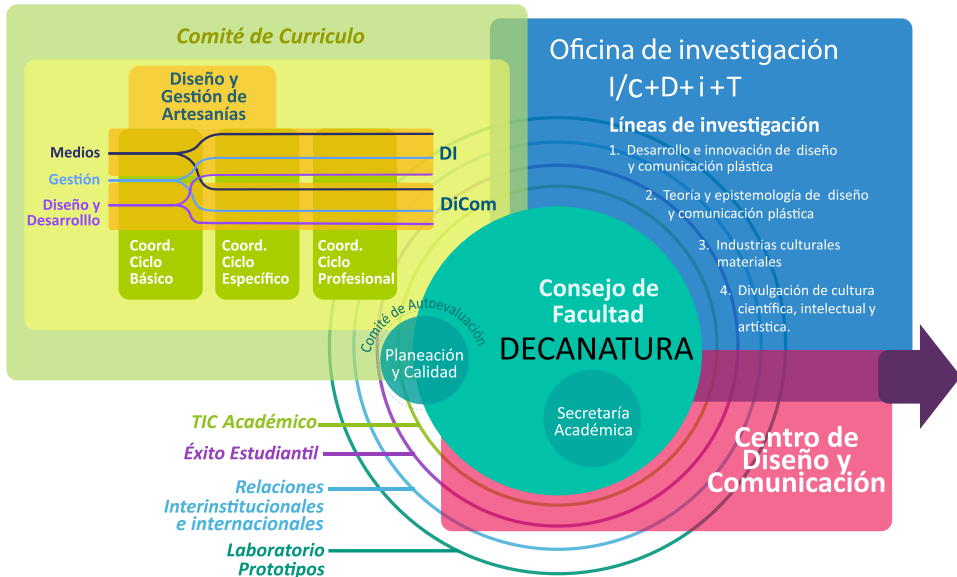 Comité de Curriculo
Diseño y
Gestión de
Artesanías
Medios
Gestión
Diseño y
Desarrolllo
DI
DiCom
Coord.
Ciclo
Básico
Coord.
Ciclo
Específico
Coord.
Ciclo
Profesional
Oficina de investigación
I/C+D+i+T
Líneas de investigación
1. Desarrollo e innovación de diseño
y comunicación plástica
2. Teoría y epistemología de diseño
y comunicación plástica
3. Industrias culturales
materiales
4. Divulgación de cultura
científica, intelectual y
artística.
Consejo de
Facultad
DECANATURA
Comité de Autoevaluación
Planeación
y Calidad
Secretaría
Académica
TIC Académico
Éxito Estudiantil
Relaciones
Interinstitucionales
e internacionales
Laboratorio
Prototipos
Centro de
Diseño y
Comunicación